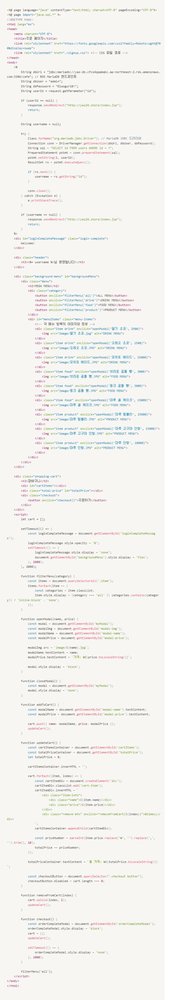 <%@ page language="java" contentType="text/html; charset=UTF-8" pageEncoding="UTF-8"%>
<%@ page import="java.sql.*" %>
<!DOCTYPE html>
<html lang="ko">
<head>
    <meta charset="UTF-8">
    <title>주문 페이지</title>
    <link rel="stylesheet" href="https://fonts.googleapis.com/css2?family=Roboto:wght@70
0&display=swap">
    <link rel="stylesheet" href="./signup.css"> <!-- CSS 파일 경로 -->
</head>
<body>
    <%
        String dbUrl = "jdbc:mariadb://yas-db.cfcs4qqamqkc.ap-northeast-2.rds.amazonaws.
com:3306/cafe"; // RDS MariaDB 엔드포인트
        String dbUser = "admin";
        String dbPassword = "Dlwogurl0!";
        String userId = request.getParameter("id");

        if (userId == null) {
            response.sendRedirect("http://yas24.store/index.jsp");
            return;
        }

        String username = null;

        try {
            Class.forName("org.mariadb.jdbc.Driver"); // MariaDB JDBC 드라이버
            Connection conn = DriverManager.getConnection(dbUrl, dbUser, dbPassword);
            String sql = "SELECT id FROM users WHERE id = ?";
            PreparedStatement pstmt = conn.prepareStatement(sql);
            pstmt.setString(1, userId);
            ResultSet rs = pstmt.executeQuery();

            if (rs.next()) {
                username = rs.getString("id");
            }

            conn.close();
        } catch (Exception e) {
            e.printStackTrace();
        }

        if (username == null) {
            response.sendRedirect("http://yas24.store/index.jsp");
            return;
        }
    %>
    <div id="loginCompleteMessage" class="login-complete">
        Welcome!
    </div>

    <div class="header">
        <h3><%= username %>님 환영합니다!</h3>
    </div>

    <div class="background-menu" id="backgroundMenu">
        <div class="menu">
            <h2>MEGA MENU</h2>
            <div class="category">
                <button onclick="filterMenu('all')">ALL MENU</button>
                <button onclick="filterMenu('drink')">DRINK MENU</button>
                <button onclick="filterMenu('food')">FOOD MENU</button>
                <button onclick="filterMenu('product')">PRODUCT MENU</button>
            </div>
            <div id="menuItems" class="menu-items">
                <!-- 각 메뉴 항목의 이미지와 정보 -->
                <div class="item drink" onclick="openModal('딸기 초코', 2500)">
                    <img src="image/딸기 초코.jpg" alt="DRINK MENU">
                </div>
                <div class="item drink" onclick="openModal('오레오 초코', 1500)">
                    <img src="image/오레오 초코.JPG" alt="DRINK MENU">
                </div>
                <div class="item drink" onclick="openModal('모히또 에이드', 15000)">
                    <img src="image/모히또 에이드.JPG" alt="DRINK MENU">
                </div>
                <div class="item food" onclick="openModal('브라운 곰돌 빵', 3000)">
                    <img src="image/브라운 곰돌 빵.JPG" alt="FOOD MENU">
                </div>
                <div class="item food" onclick="openModal('핑크 곰돌 빵', 3000)">
                    <img src="image/핑크 곰돌 빵.JPG" alt="FOOD MENU">
                </div>
                <div class="item food" onclick="openModal('마루 홀 케이크', 15000)">
                    <img src="image/마루 홀 케이크.JPG" alt="FOOD MENU">
                </div>
                <div class="item product" onclick="openModal('마루 텀블러', 25000)">
                    <img src="image/마루 텀블러.JPG" alt="PRODUCT MENU">
                </div>
                <div class="item product" onclick="openModal('마루 고구마 인형', 15000)">
                    <img src="image/마루 고구마 인형.JPG" alt="PRODUCT MENU">
                </div>
                <div class="item product" onclick="openModal('마루 인형', 10000)">
                    <img src="image/마루 인형.JPG" alt="PRODUCT MENU">
                </div>
            </div>
        </div>
    </div>

    <div class="shopping-cart">
        <h3>장바구니</h3>
        <div id="cartItems"></div>
        <div class="total-price" id="totalPrice"></div>
        <div class="checkout">
            <button onclick="checkout()">주문하기</button>
        </div>
    </div>
    <script>
        let cart = [];

        setTimeout(() => {
            const loginCompleteMessage = document.getElementById('loginCompleteMessag
e');
            loginCompleteMessage.style.opacity = '0';
            setTimeout(() => {
                loginCompleteMessage.style.display = 'none';
                document.getElementById('backgroundMenu').style.display = 'flex';
            }, 1000);
        }, 2000);

        function filterMenu(category) {
            const items = document.querySelectorAll('.item');
            items.forEach(item => {
                const categories = item.classList;
                item.style.display = (category === 'all' || categories.contains(categor
y)) ? 'inline-block' : 'none';
            });
        }

        function openModal(name, price) {
            const modal = document.getElementById('myModal');
            const modalImg = document.getElementById('modal-img');
            const modalName = document.getElementById('modal-name');
            const modalPrice = document.getElementById('modal-price');

            modalImg.src = `image/${name}.jpg`;
            modalName.textContent = name;
            modalPrice.textContent = `가격: ₩${price.toLocaleString()}`;

            modal.style.display = 'block';
        }

        function closeModal() {
            const modal = document.getElementById('myModal');
            modal.style.display = 'none';
        }

        function addToCart() {
            const modalName = document.getElementById('modal-name').textContent;
            const modalPrice = document.getElementById('modal-price').textContent;

            cart.push({ name: modalName, price: modalPrice });
            updateCart();
        }

        function updateCart() {
            const cartItemsContainer = document.getElementById('cartItems');
            const totalPriceContainer = document.getElementById('totalPrice');
            let totalPrice = 0;

            cartItemsContainer.innerHTML = '';

            cart.forEach((item, index) => {
                const cartItemDiv = document.createElement('div');
                cartItemDiv.classList.add('cart-item');
                cartItemDiv.innerHTML = `
                    <div class="item-info">
                        <div class="name">${item.name}</div>
                        <div class="price">${item.price}</div>
                    </div>
                    <div class="remove-btn" onclick="removeFromCart(${index})">&times;</
div>
                `;
                cartItemsContainer.appendChild(cartItemDiv);

                const priceNumber = parseInt(item.price.replace('₩', '').replace(',',
'').trim(), 10);
                totalPrice += priceNumber;
            });

            totalPriceContainer.textContent = `총 가격: ₩${totalPrice.toLocaleString()}
`;

            const checkoutButton = document.querySelector('.checkout button');
            checkoutButton.disabled = cart.length === 0;
        }

        function removeFromCart(index) {
            cart.splice(index, 1);
            updateCart();
        }

        function checkout() {
            const orderCompleteModal = document.getElementById('orderCompleteModal');
            orderCompleteModal.style.display = 'block';
            cart = [];
            updateCart();

            setTimeout(() => {
                orderCompleteModal.style.display = 'none';
            }, 2000);
        }

        filterMenu('all');
    </script>
</body>
</html>